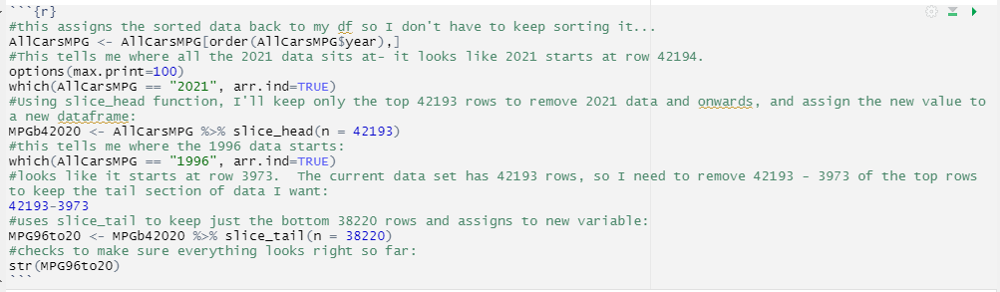 ```{r}
#this assigns the sorted data back to my df so I don't have to keep sorting it...
AllCarsMPG <- AllCarsMPG[order(AllCarsMPG$year),]
#This tells me where all the 2021 data sits at- it looks like 2021 starts at row 42194.
options(max.print=100)
which(AllCarsMPG == "2021", arr.ind=TRUE)
#Using slice_head function, I'll keep only the top 42193 rows to remove 2021 data and onwards, and assign the new value to
a new dataframe:
MPGb42020 <- AllCarsMPG %>% slice_head(n = 42193)
#this tells me where the 1996 data starts:
which(AllCarsMPG == "1996", arr.ind=TRUE)
#looks like it starts at row 3973.  The current data set has 42193 rows, so I need to remove 42193 - 3973 of the top rows
to keep the tail section of data I want:
42193-3973
#uses slice_tail to keep just the bottom 38220 rows and assigns to new variable:
MPG96to20 <- MPGb42020 %>% slice_tail(n = 38220)
#checks to make sure everything looks right so far:
str(MPG96to20)
```